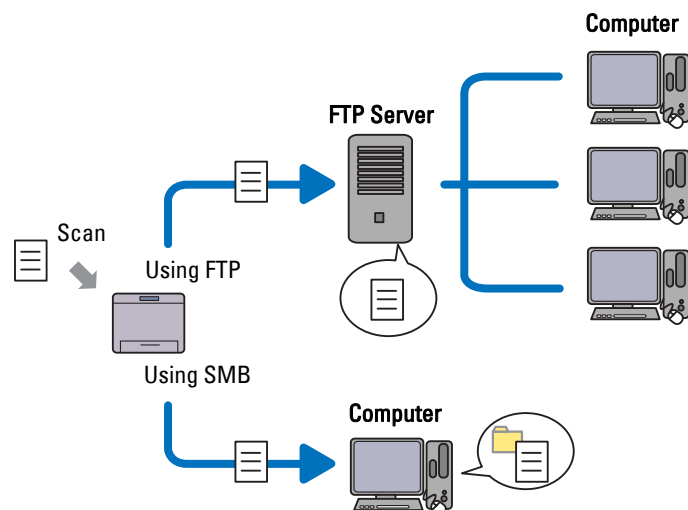 Computer
FTP Server
Scan
Using FTP
Using SMB
Computer